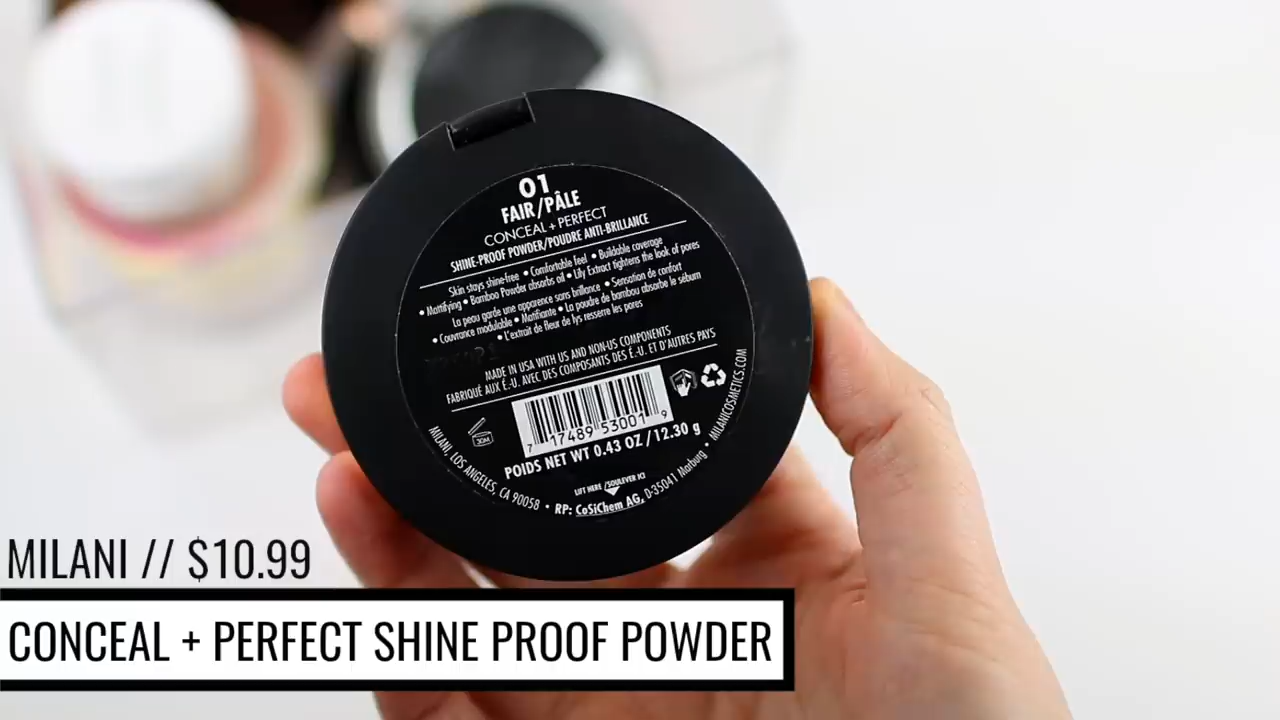 01
FAIR/PÂLE
CONCEAL + PERFECT
SHINE-PROOF POWDER/POUDRE ANTI-BRILLANCE
Skin stays shine-free • Comfortable feel • Buildable coverage
• Mattifying • Bamboo Powder absorbs oil • Lily Extract tightens the look of pores
La peau garde une apparence sans brillance • Sensation de confort
• Couvrance modulable • Matifiante • La poudre de bambou absorbe le sébum
• L'extrait de fleur de lys resserre les pores
MADE IN USA WITH US AND NON-US COMPONENTS
FABRIQUÉ AUX É.-U. AVEC DES COMPOSANTS DES É.-U. ET D'AUTRES PAYS
30M
7 17489 53001 9
POIDS NET WT 0.43 OZ / 12.30 g
LIFT HERE /SOULEVER ICI
MILANI, LOS ANGELES, CA 90058 • RP: CoSiChem AG, D-35041 Marburg • MILANICOSMETICS.COM
MILANI // $10.99
CONCEAL + PERFECT SHINE PROOF POWDER